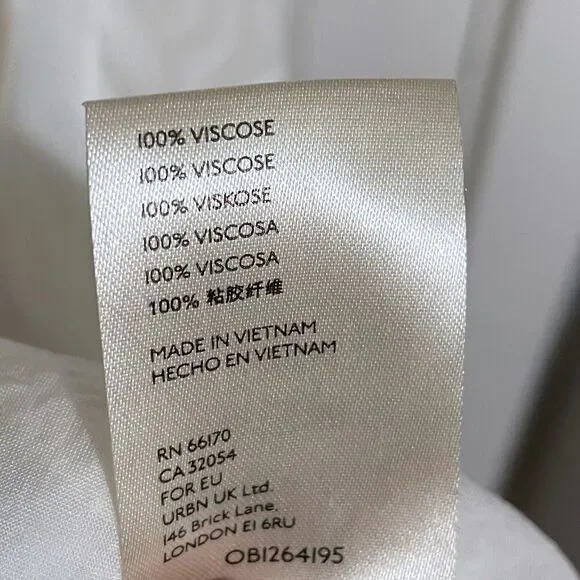 100% VISCOSE
100% VISCOSE
100% VISKOSE
100% VISCOSA
100% VISCOSA
100% 粘胶纤维
MADE IN VIETNAM
HECHO EN VIETNAM
RN 66170
CA 32054
FOR EU
URBN UK Ltd.
146 Brick Lane,
LONDON E1 6RU
OB1264195